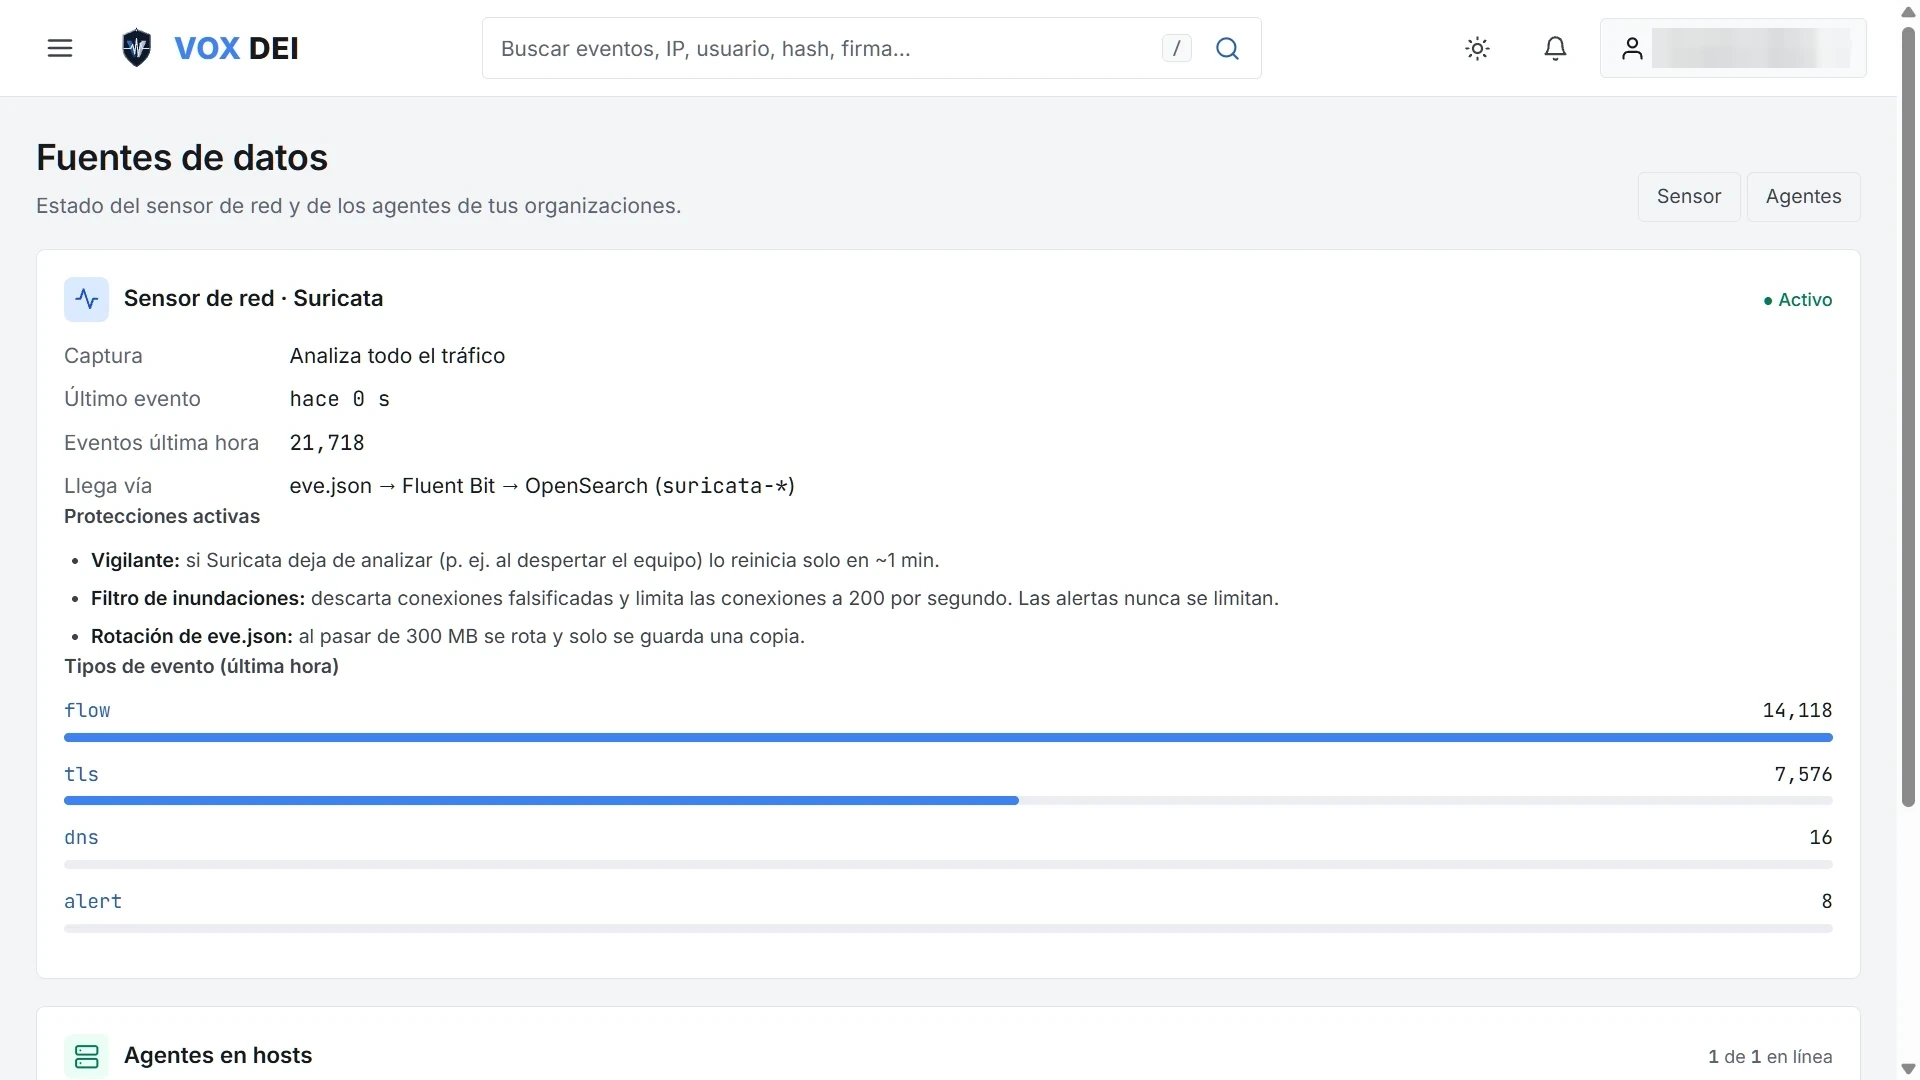 VOX DEI
Buscar eventos, IP, usuario, hash, firma...
/
Fuentes de datos
Estado del sensor de red y de los agentes de tus organizaciones.
Sensor
Agentes
Sensor de red · Suricata
● Activo
Captura Analiza todo el tráfico
Último evento hace 0 s
Eventos última hora 21,718
Llega vía eve.json → Fluent Bit → OpenSearch (suricata-*)
Protecciones activas
• Vigilante: si Suricata deja de analizar (p. ej. al despertar el equipo) lo reinicia solo en ~1 min.
• Filtro de inundaciones: descarta conexiones falsificadas y limita las conexiones a 200 por segundo. Las alertas nunca se limitan.
• Rotación de eve.json: al pasar de 300 MB se rota y solo se guarda una copia.
Tipos de evento (última hora)
flow 14,118
tls 7,576
dns 16
alert 8
Agentes en hosts
1 de 1 en línea